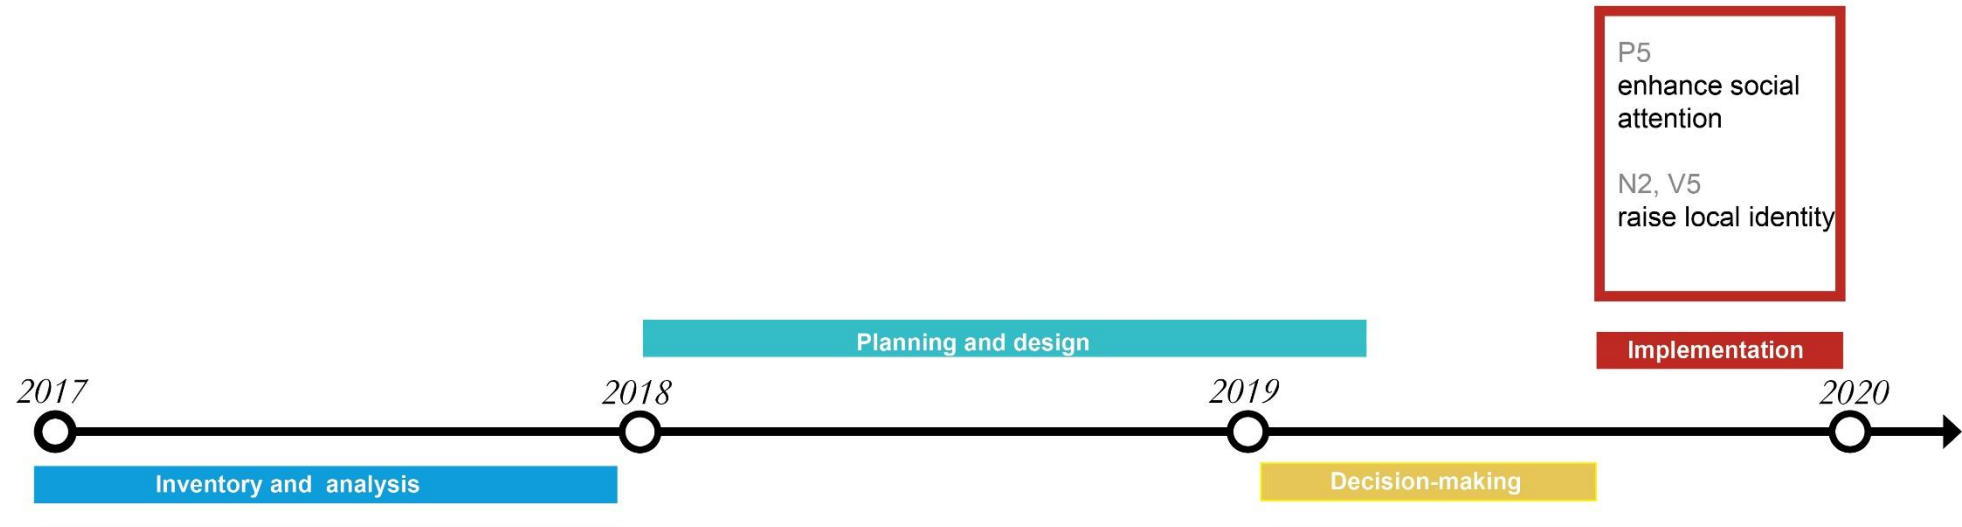 P5
enhance social
attention
N2, V5
raise local identity
Planning and design
Implementation
2017
2018
2019
2020
Inventory and  analysis
Decision-making